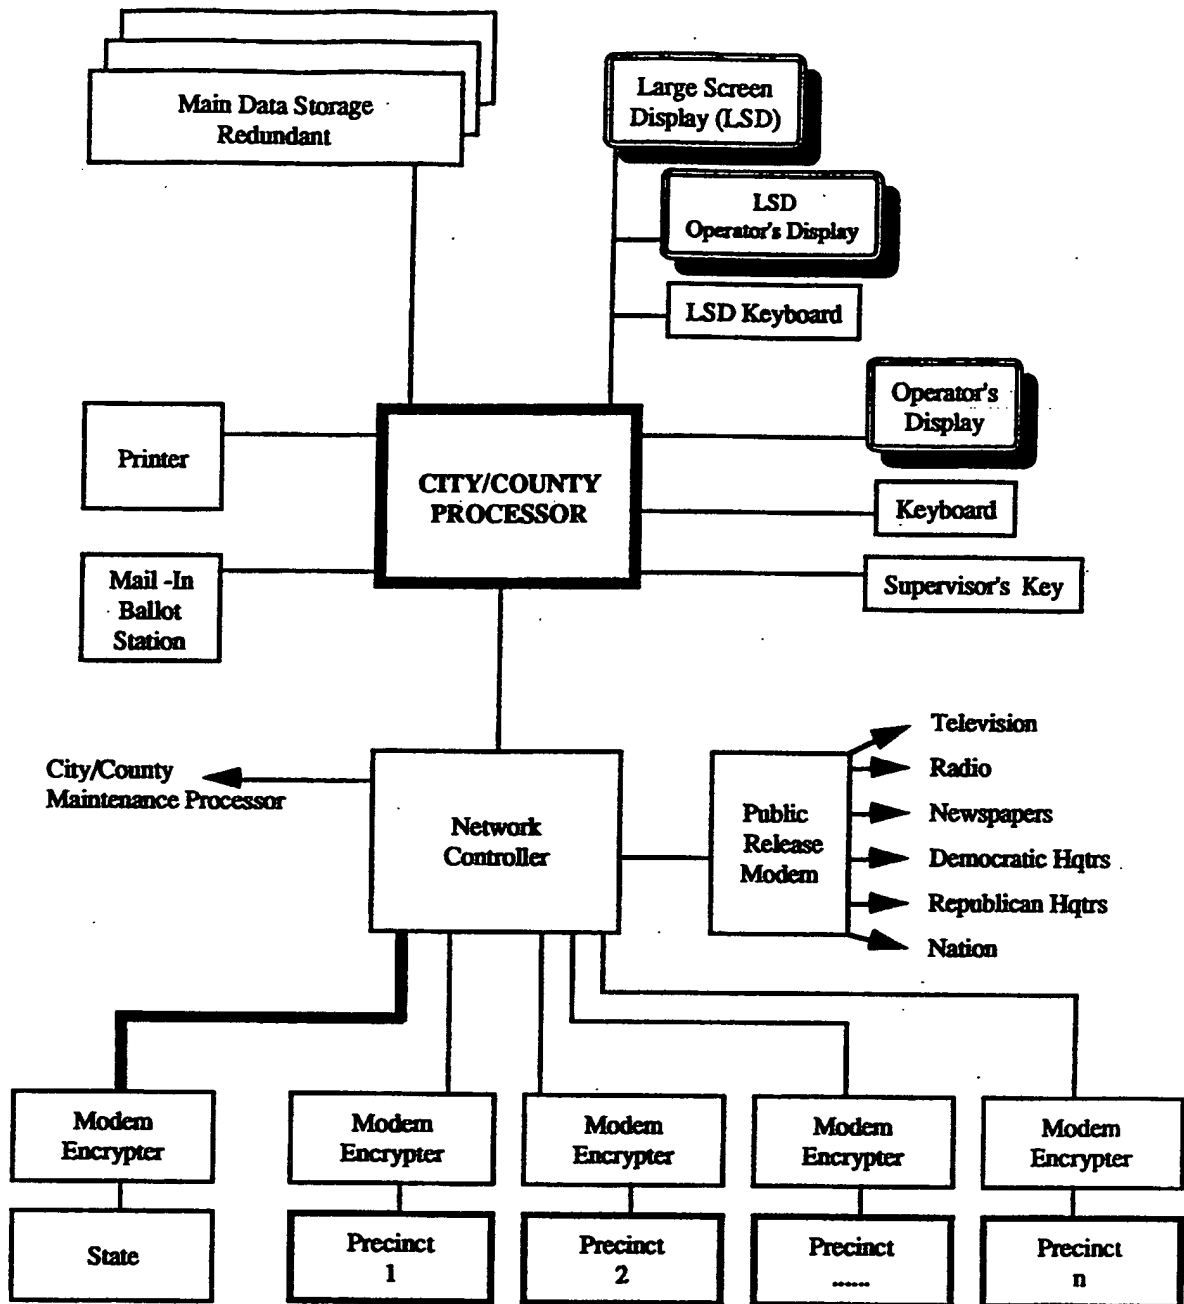 Main Data Storage
Redundant
Large Screen
Display (LSD)
LSD
Operator's Display
LSD Keyboard
Operator's
Display
Printer
CITY/COUNTY
PROCESSOR
Keyboard
Mail -In
Ballot
Station
Supervisor's Key
City/County
Maintenance Processor
Network
Controller
Public
Release
Modem
Television
Radio
Newspapers
Democratic Hqtrs
Republican Hqtrs
Nation
Modem
Encrypter
Modem
Encrypter
Modem
Encrypter
Modem
Encrypter
Modem
Encrypter
State
Precinct
1
Precinct
2
Precinct
......
Precinct
n